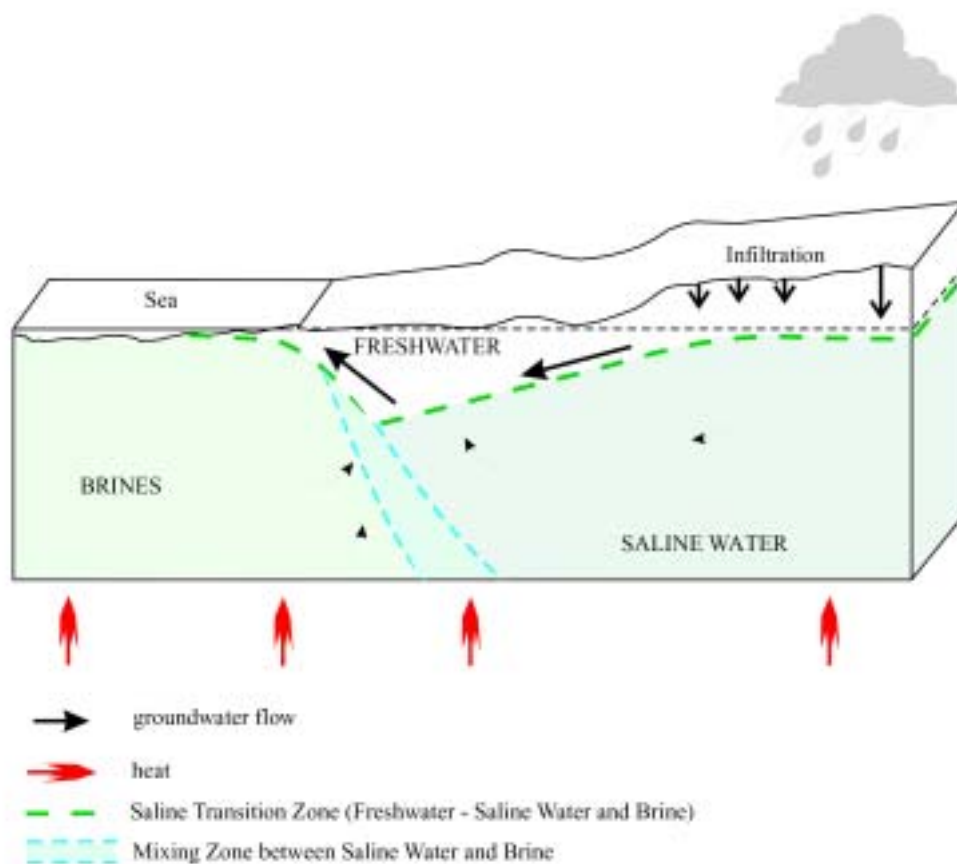 Infiltration
Sea
FRESHWATER
BRINES
SALINE WATER
groundwater flow
heat
Saline Transition Zone (Freshwater - Saline Water and Brine)
Mixing Zone between Saline Water and Brine